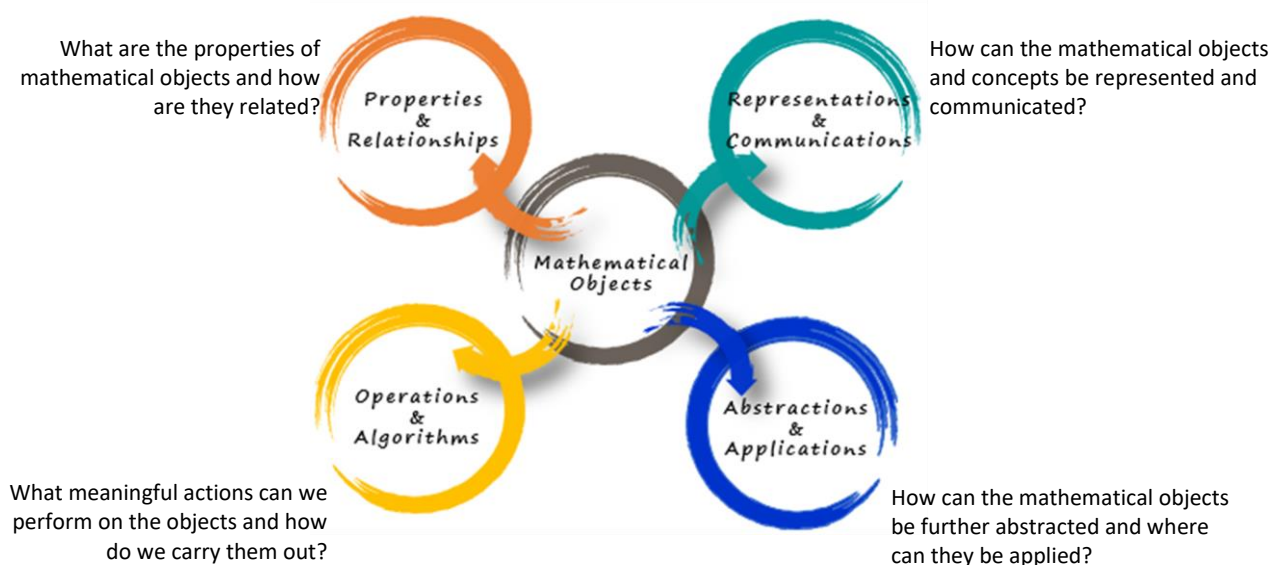 What are the properties of
mathematical objects and how
are they related?
Properties
&
Relationships
Representations
&
Communications
How can the mathematical objects
and concepts be represented and
communicated?
Mathematical
Objects
Operations
&
Algorithms
What meaningful actions can we
perform on the objects and how
do we carry them out?
Abstractions
&
Applications
How can the mathematical objects
be further abstracted and where
can they be applied?